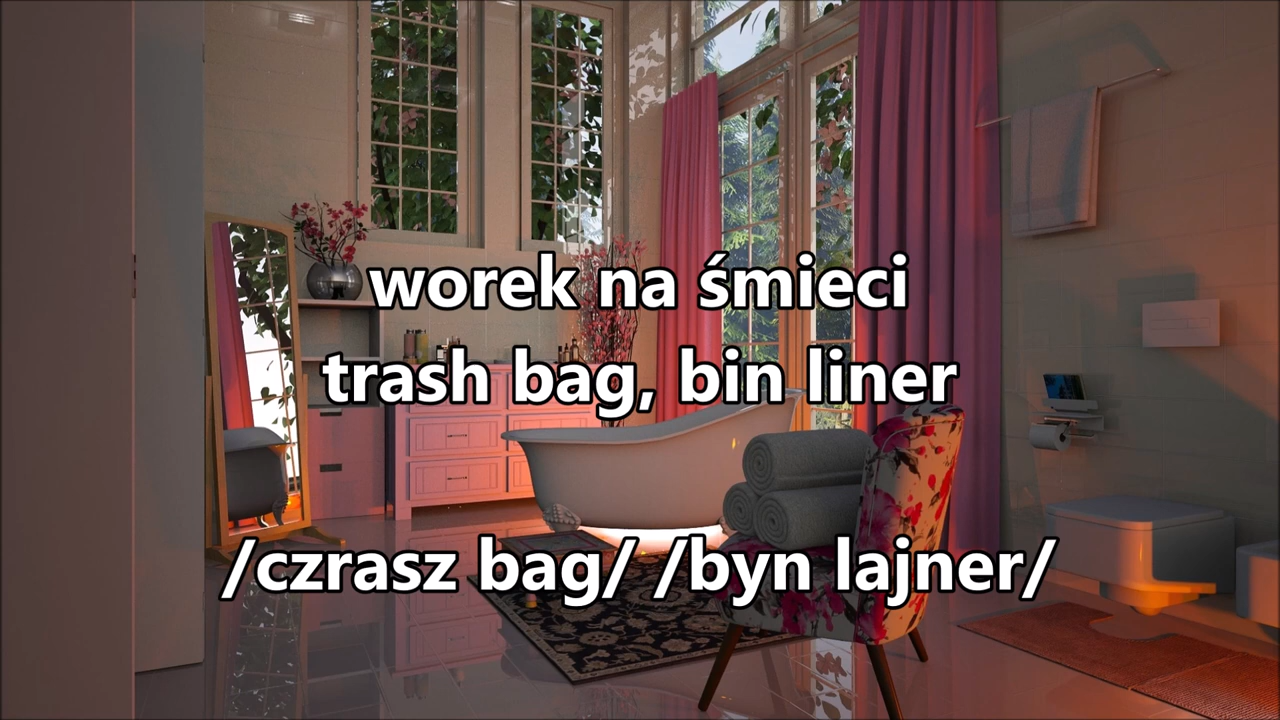 worek na śmieci
trash bag, bin liner
/czrasz bag/ /byn lajner/